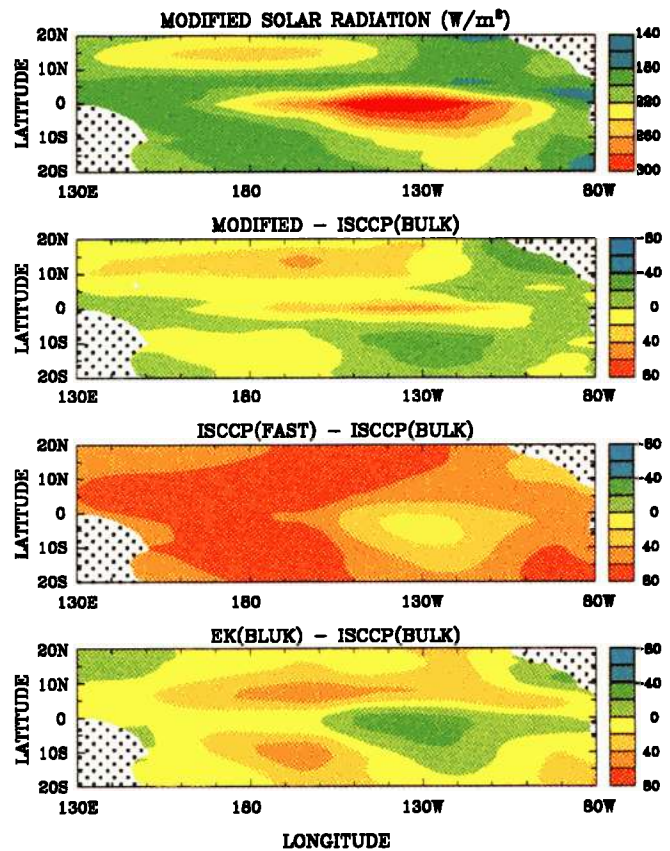 MODIFIED SOLAR RADIATION (W/m²)
20N
10N
0
10S
20S
LATITUDE
130E 180 130W 80W
140
180
220
260
300
MODIFIED - ISCCP(BULK)
20N
10N
0
10S
20S
LATITUDE
130E 180 130W 80W
-80
-40
0
40
80
ISCCP(FAST) - ISCCP(BULK)
20N
10N
0
10S
20S
LATITUDE
130E 180 130W 80W
-80
-40
0
40
80
EK(BLUK) - ISCCP(BULK)
20N
10N
0
10S
20S
LATITUDE
130E 180 130W 80W
-80
-40
0
40
80
LONGITUDE